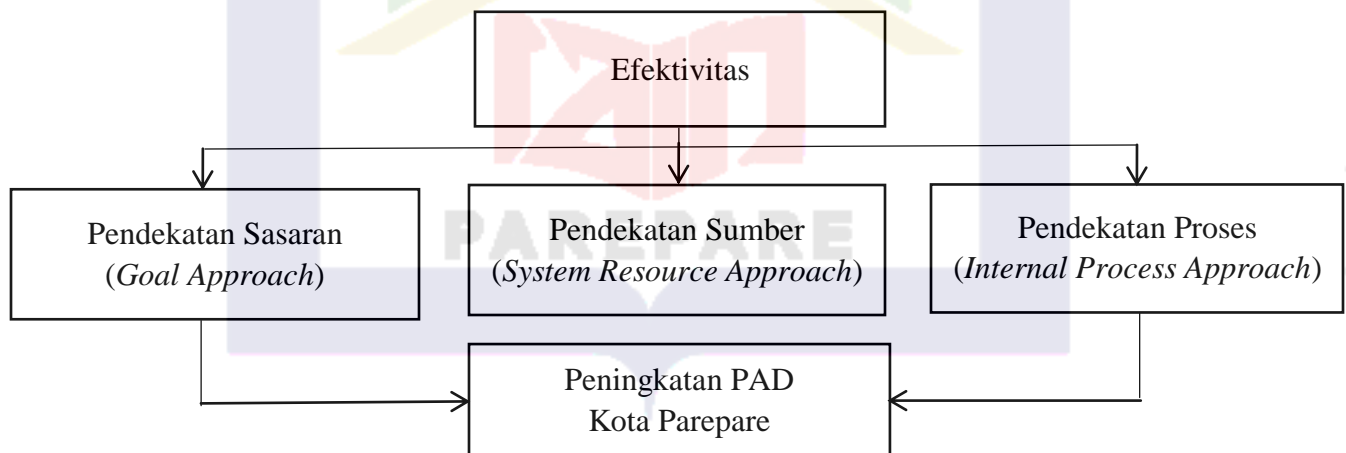 Efektivitas
Pendekatan Sasaran
(Goal Approach)
Pendekatan Sumber
(System Resource Approach)
Pendekatan Proses
(Internal Process Approach)
PAREPARE
Peningkatan PAD
Kota Parepare